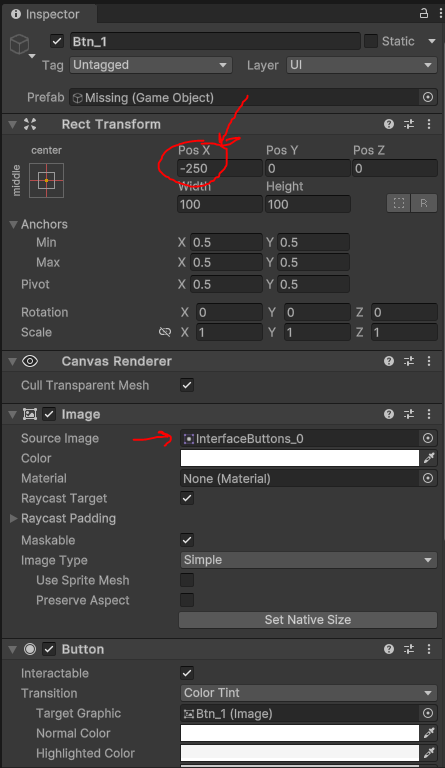 Inspector
Btn_1 Static
Tag Untagged Layer UI
Prefab Missing (Game Object)
Rect Transform
center Pos X Pos Y Pos Z
middle -250 0 0
Width Height
100 100 R
Anchors
Min X 0.5 Y 0.5
Max X 0.5 Y 0.5
Pivot X 0.5 Y 0.5
Rotation X 0 Y 0 Z 0
Scale X 1 Y 1 Z 1
Canvas Renderer
Cull Transparent Mesh
Image
Source Image InterfaceButtons_0
Color
Material None (Material)
Raycast Target
Raycast Padding
Maskable
Image Type Simple
Use Sprite Mesh
Preserve Aspect
Set Native Size
Button
Interactable
Transition Color Tint
Target Graphic Btn_1 (Image)
Normal Color
Highlighted Color